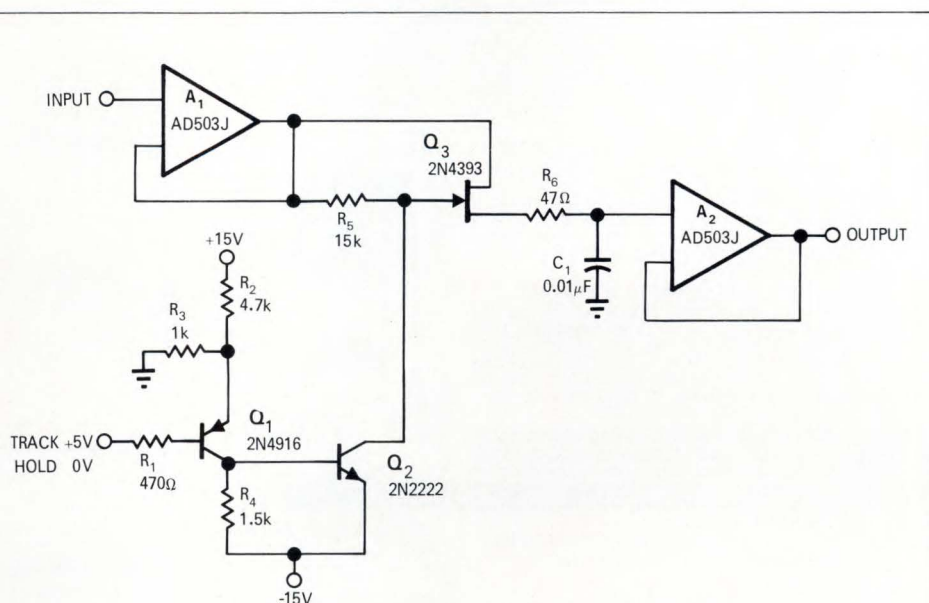 INPUT
A1
AD503J
Q3
2N4393
R6
47Ω
R5
15k
A2
AD503J
OUTPUT
C1
0.01μF
+15V
R2
4.7k
R3
1k
Q1
2N4916
TRACK +5V
HOLD 0V
R1
470Ω
Q2
2N2222
R4
1.5k
-15V